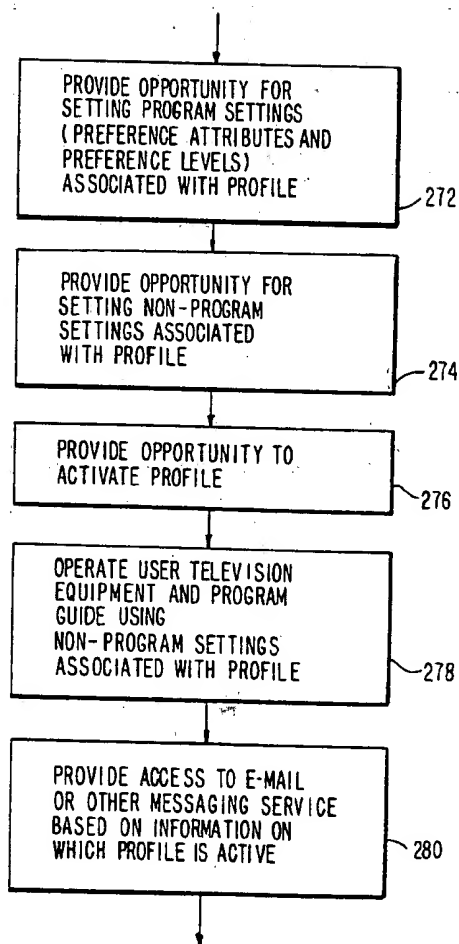 PROVIDE OPPORTUNITY FOR
SETTING PROGRAM SETTINGS
(PREFERENCE ATTRIBUTES AND
PREFERENCE LEVELS)
ASSOCIATED WITH PROFILE
272
PROVIDE OPPORTUNITY FOR
SETTING NON-PROGRAM
SETTINGS ASSOCIATED
WITH PROFILE
274
PROVIDE OPPORTUNITY TO
ACTIVATE PROFILE
276
OPERATE USER TELEVISION
EQUIPMENT AND PROGRAM
GUIDE USING
NON-PROGRAM SETTINGS
ASSOCIATED WITH PROFILE
278
PROVIDE ACCESS TO E-MAIL
OR OTHER MESSAGING SERVICE
BASED ON INFORMATION ON
WHICH PROFILE IS ACTIVE
280